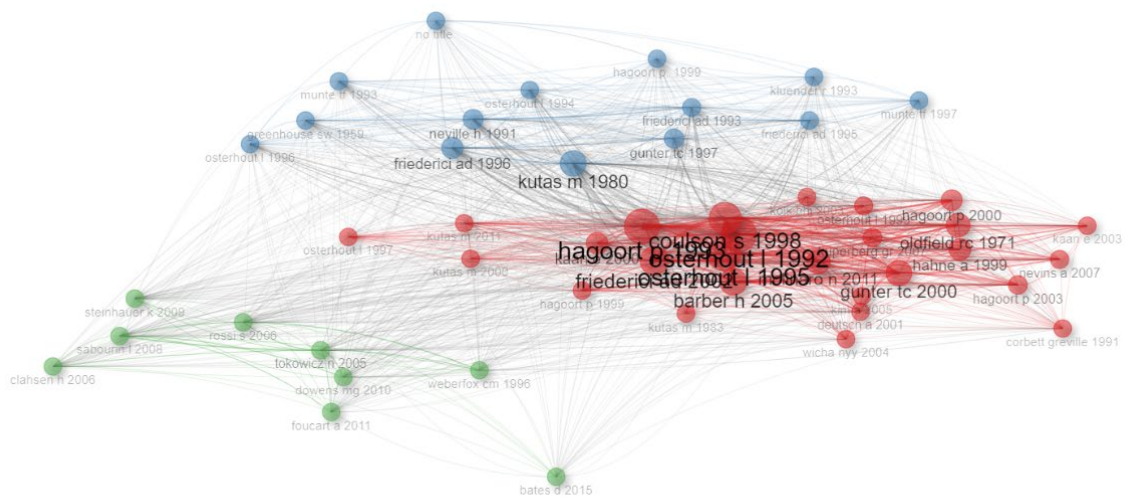 no title
hagoort p. 1999
kluender r 1993
munte tf 1993
osterhout l 1994
munte tf 1997
friederici ad 1993
greenhouse sw 1959
neville h 1991
friederici ad 1995
osterhout l 1996
friederici ad 1996
gunter tc 1997
kutas m 1980
hagoort p 2000
kutas m 2011
osterhout l 1997
coulson s 1998
oldfield rc 1971
kaan e 2003
hagoort p 1993
osterhout l 1992
hahne a 1999
kutas m 2000
nevins a 2007
friederici ad 2002
osterhout l 1995
gunter tc 2000
hagoort p 2003
hagoort p 1999
barber h 2005
kutas m 1983
deutsch a 2001
wicha nyy 2004
corbett greville 1991
steinhauer k 2009
rossi s 2006
sabourin l 2008
tokowicz n 2005
clahsen h 2006
dowens mg 2010
weberfox cm 1996
foucart a 2011
bates d 2015